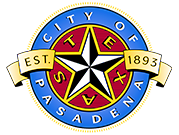 CITY OF
TEXAS
EST. 1893
PASADENA